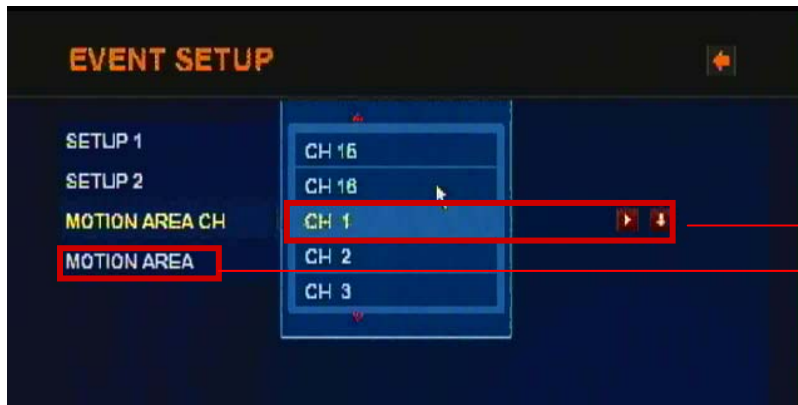 EVENT SETUP
SETUP 1
SETUP 2
MOTION AREA CH
MOTION AREA
CH 15
CH 16
CH 1
CH 2
CH 3